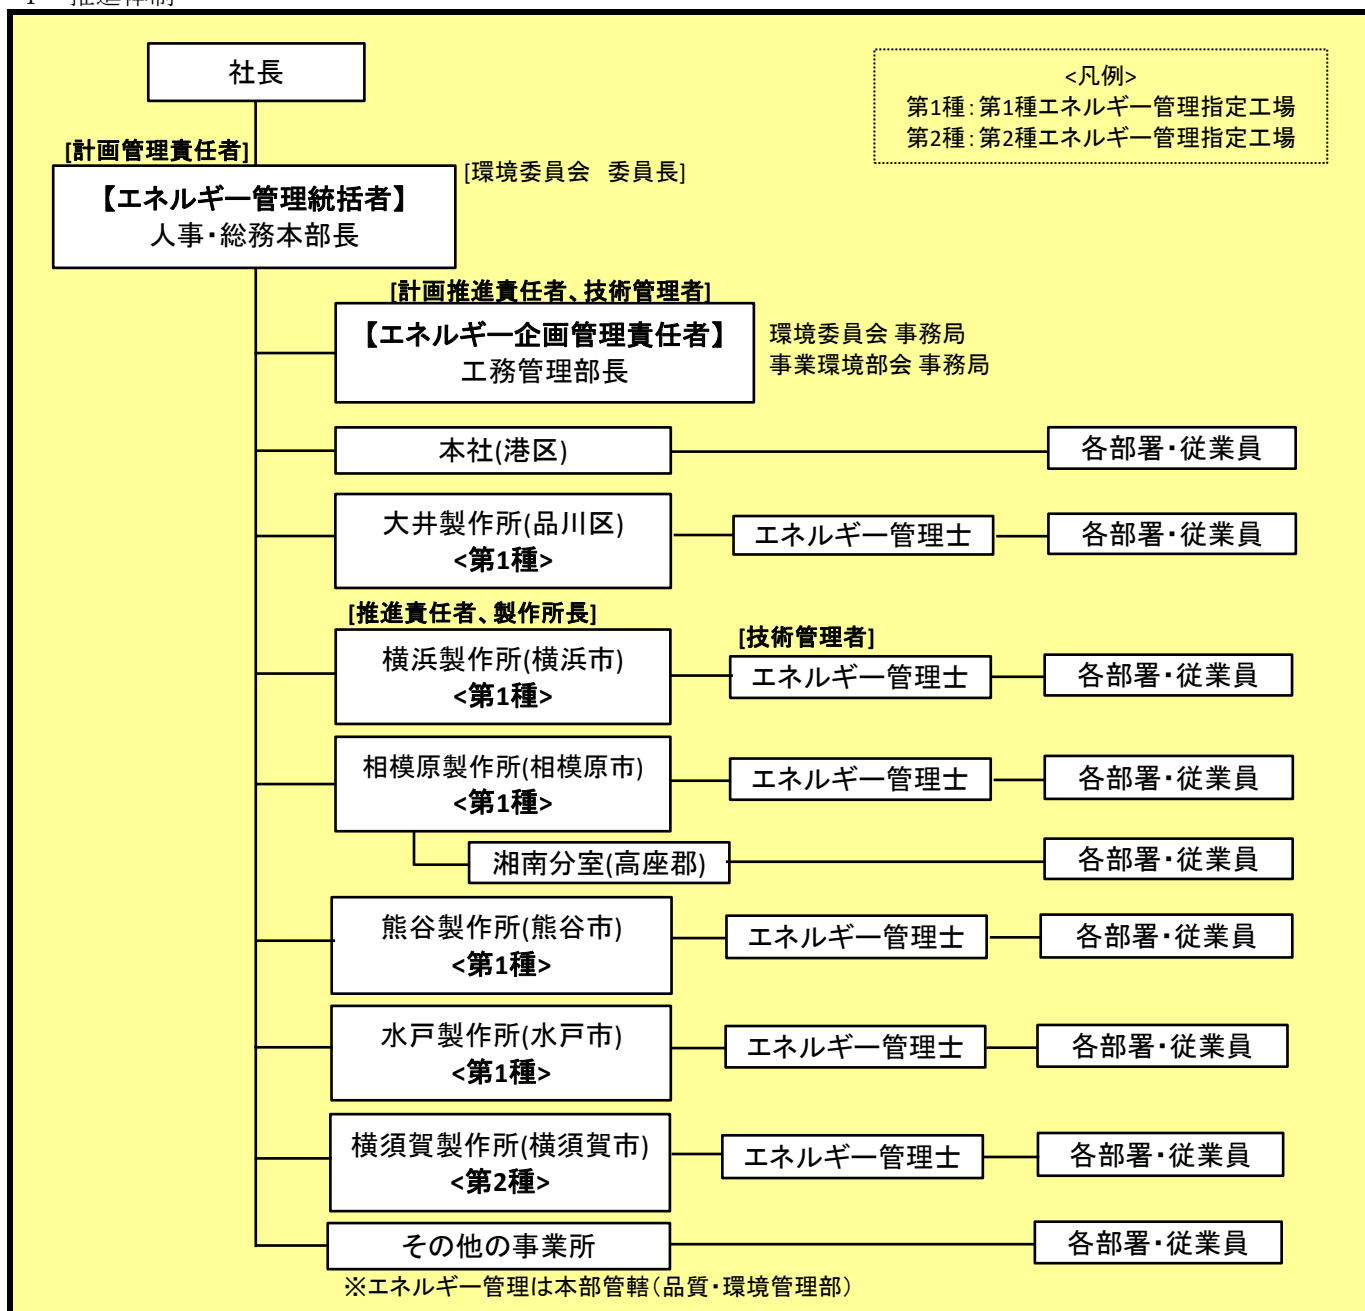 社長
<凡例>
第1種：第1種エネルギー管理指定工場
第2種：第2種エネルギー管理指定工場
[計画管理責任者]
[環境委員会　委員長]
【エネルギー管理統括者】
人事・総務本部長
[計画推進責任者、技術管理者]
【エネルギー企画管理責任者】
工務管理部長
環境委員会 事務局
事業環境部会 事務局
本社(港区)
各部署・従業員
大井製作所(品川区)
<第1種>
エネルギー管理士
各部署・従業員
[推進責任者、製作所長]
[技術管理者]
横浜製作所(横浜市)
<第1種>
エネルギー管理士
各部署・従業員
相模原製作所(相模原市)
<第1種>
エネルギー管理士
各部署・従業員
湘南分室(高座郡)
各部署・従業員
熊谷製作所(熊谷市)
<第1種>
エネルギー管理士
各部署・従業員
水戸製作所(水戸市)
<第1種>
エネルギー管理士
各部署・従業員
横須賀製作所(横須賀市)
<第2種>
エネルギー管理士
各部署・従業員
その他の事業所
各部署・従業員
※エネルギー管理は本部管轄(品質・環境管理部)